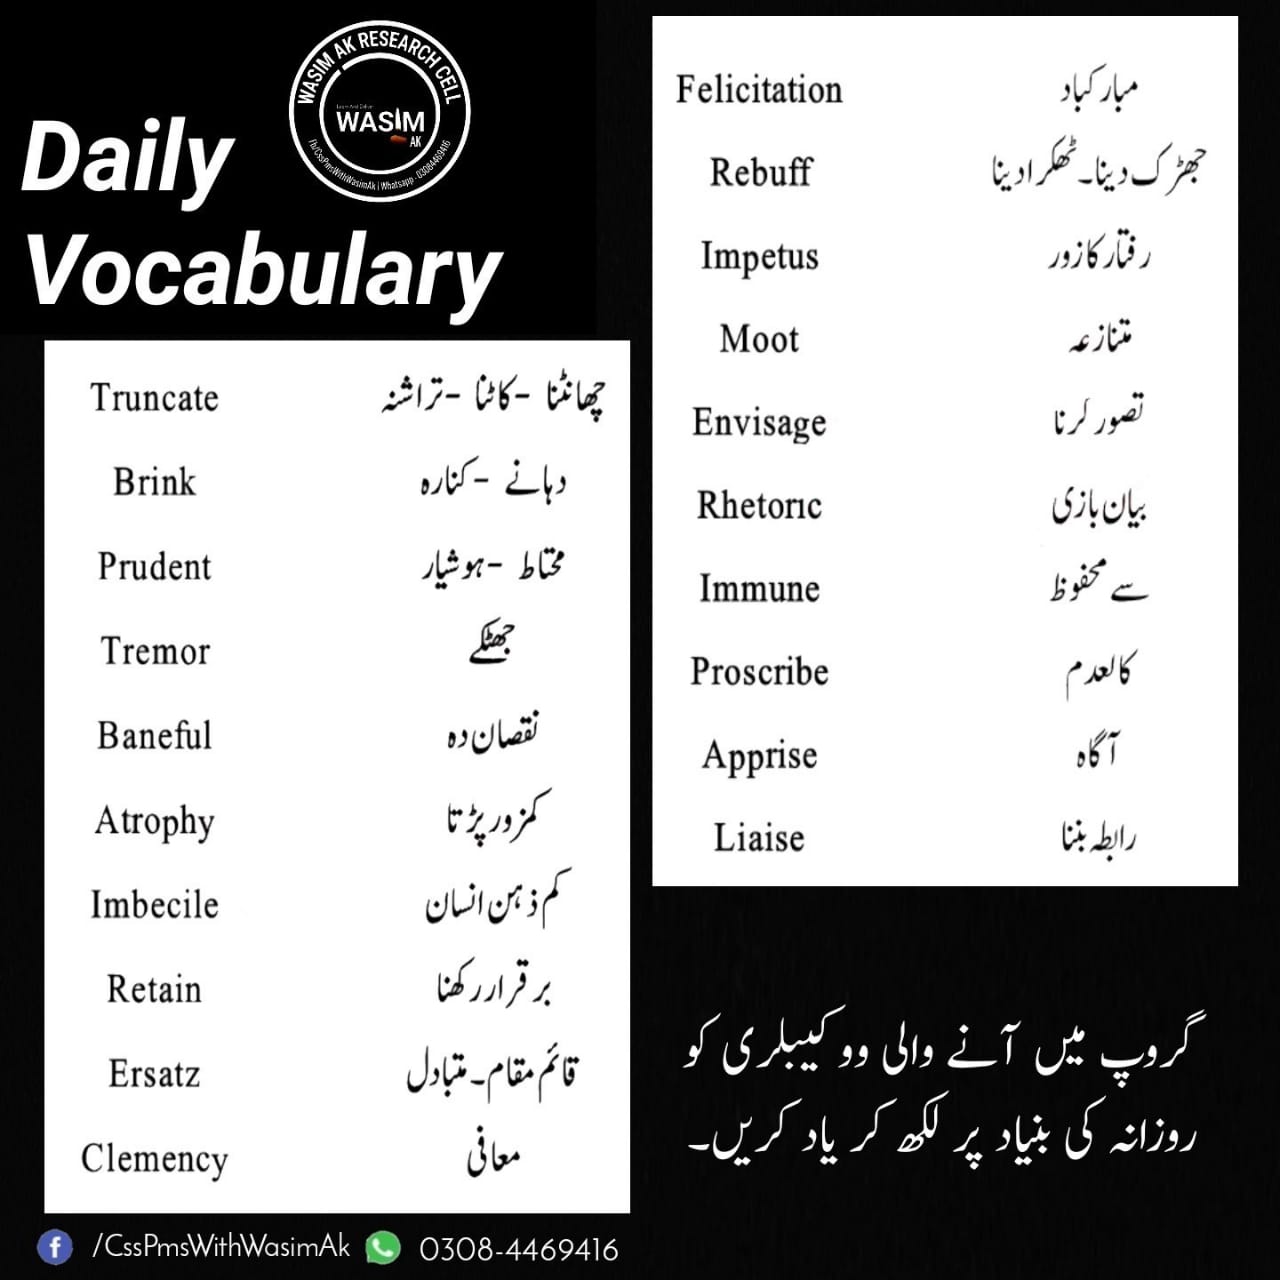 WASIM AK RESEARCH CELL
WASIM
AK
Fb/CssPmsWithWasimAk | Whatsapp - 03084469416
Daily
Vocabulary
Truncate چھانٹنا - کاٹنا - تراشنہ
Brink دہانے - کنارہ
Prudent محتاط - ہوشیار
Tremor جھٹکے
Baneful نقصان دہ
Atrophy کمزور پڑتا
Imbecile کم ذہن انسان
Retain برقرار رکھنا
Ersatz قائم مقام۔ متبادل
Clemency معافی
Felicitation مبارکباد
Rebuff جھڑک دینا۔ ٹھکرا دینا
Impetus رفتار کا زور
Moot متنازعہ
Envisage تصور کرنا
Rhetoric بیان بازی
Immune سے محفوظ
Proscribe کالعدم
Apprise آگاہ
Liaise رابطہ بننا
گروپ میں آنے والی ووکیبلری کو
روزانہ کی بنیاد پر لکھ کر یاد کریں۔
/CssPmsWithWasimAk 0308-4469416